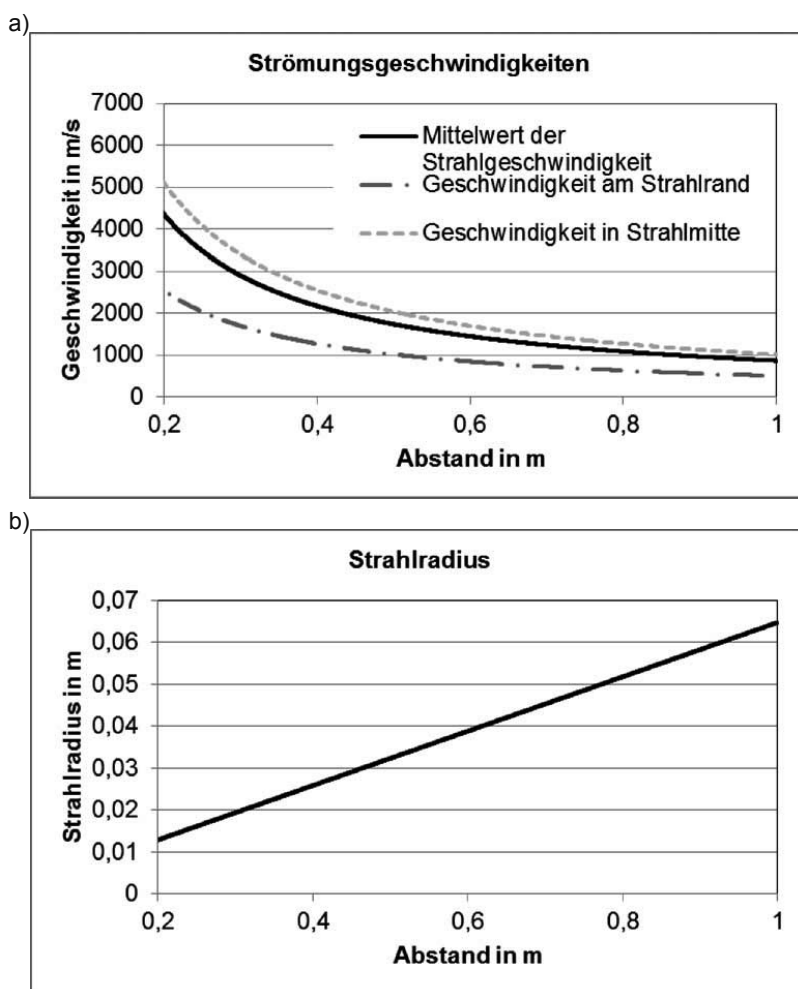 a)
Strömungsgeschwindigkeiten
7000
6000
5000
4000
3000
2000
1000
0
Geschwindigkeit in m/s
Mittelwert der
Strahlgeschwindigkeit
Geschwindigkeit am Strahlrand
Geschwindigkeit in Strahlmitte
0,2 0,4 0,6 0,8 1
Abstand in m
b)
Strahlradius
0,07
0,06
0,05
0,04
0,03
0,02
0,01
0
Strahlradius in m
0,2 0,4 0,6 0,8 1
Abstand in m